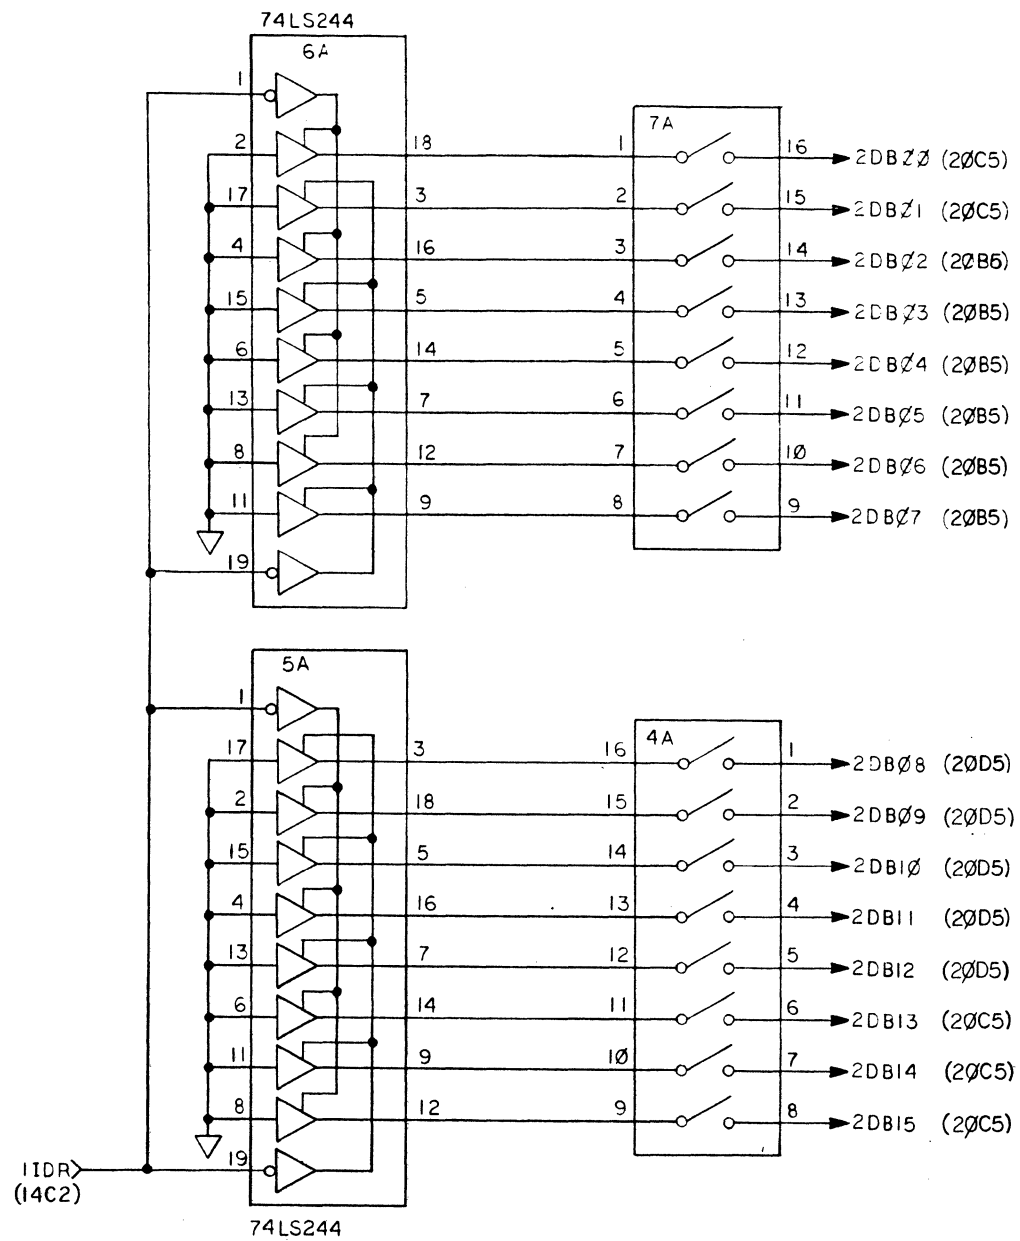 74LS244
6A
1
2 18 1 7A 16 2DBØØ (2ØC5)
17 3 2 15 2DBØ1 (2ØC5)
4 16 3 14 2DBØ2 (2ØB5)
15 5 4 13 2DBØ3 (2ØB5)
6 14 5 12 2DBØ4 (2ØB5)
13 7 6 11 2DBØ5 (2ØB5)
8 12 7 1Ø 2DBØ6 (2ØB5)
11 9 8 9 2DBØ7 (2ØB5)
19
5A
1
17 3 16 4A 1 2DBØ8 (2ØD5)
2 18 15 2 2DBØ9 (2ØD5)
15 5 14 3 2DB1Ø (2ØD5)
4 16 13 4 2DB11 (2ØD5)
13 7 12 5 2DB12 (2ØD5)
6 14 11 6 2DB13 (2ØC5)
11 9 1Ø 7 2DB14 (2ØC5)
8 12 9 8 2DB15 (2ØC5)
19
1IDR
(14C2)
74LS244